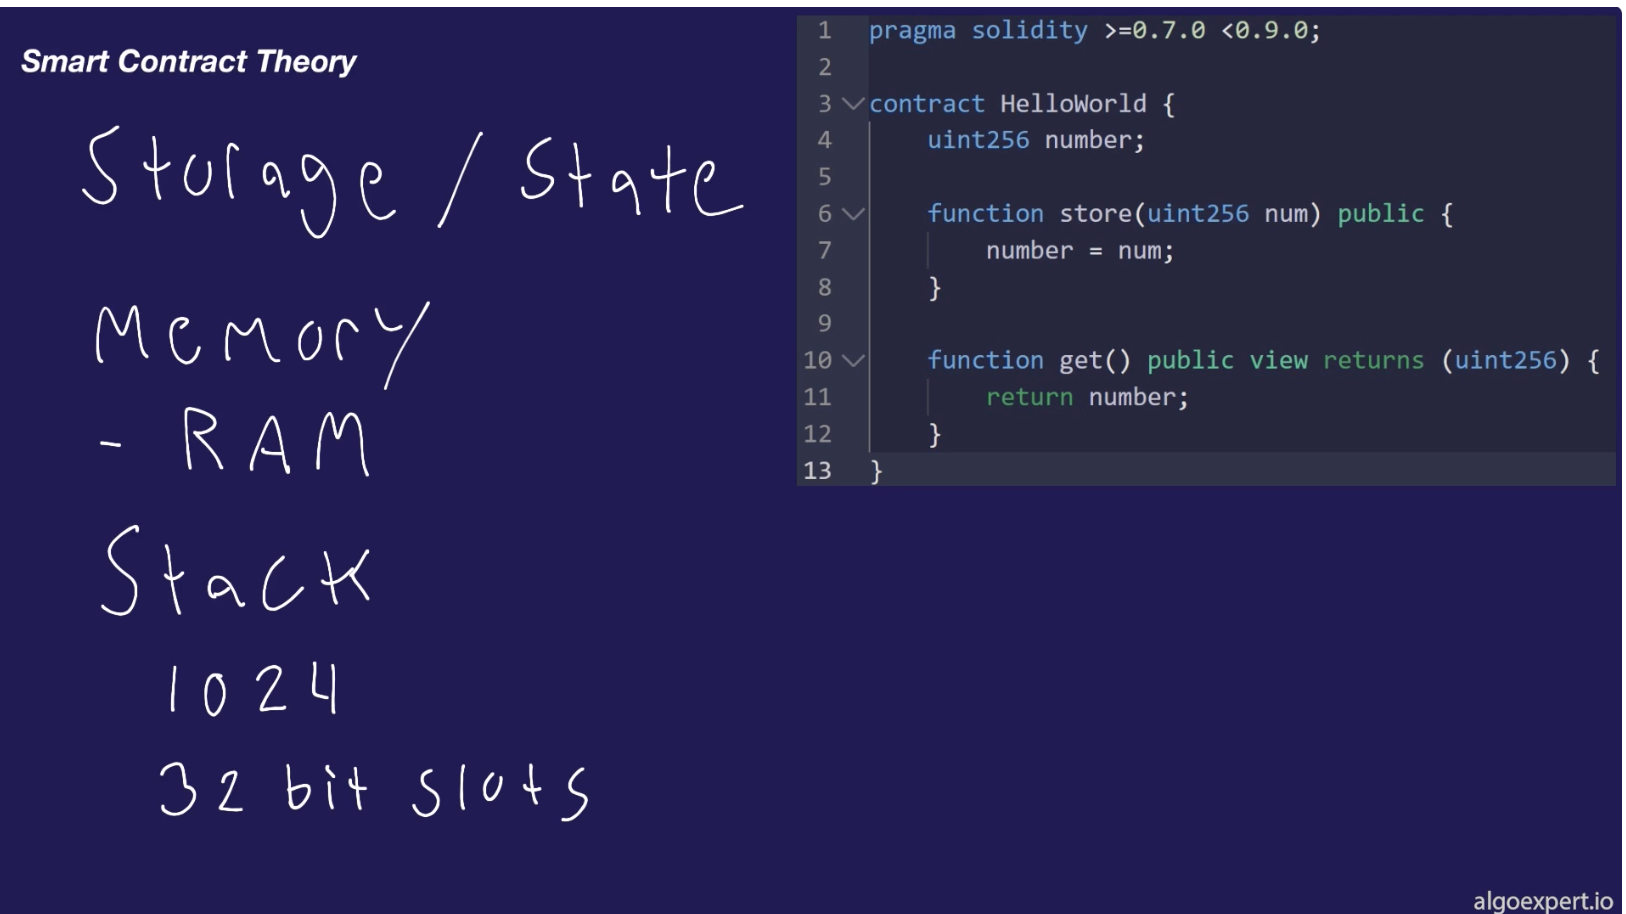 Smart Contract Theory
Storage / State
Memory
- RAM
Stack
1024
32 bit slots
1 pragma solidity >=0.7.0 <0.9.0;
2
3 contract HelloWorld {
4 uint256 number;
5
6 function store(uint256 num) public {
7 number = num;
8 }
9
10 function get() public view returns (uint256) {
11 return number;
12 }
13 }
algoexpert.io